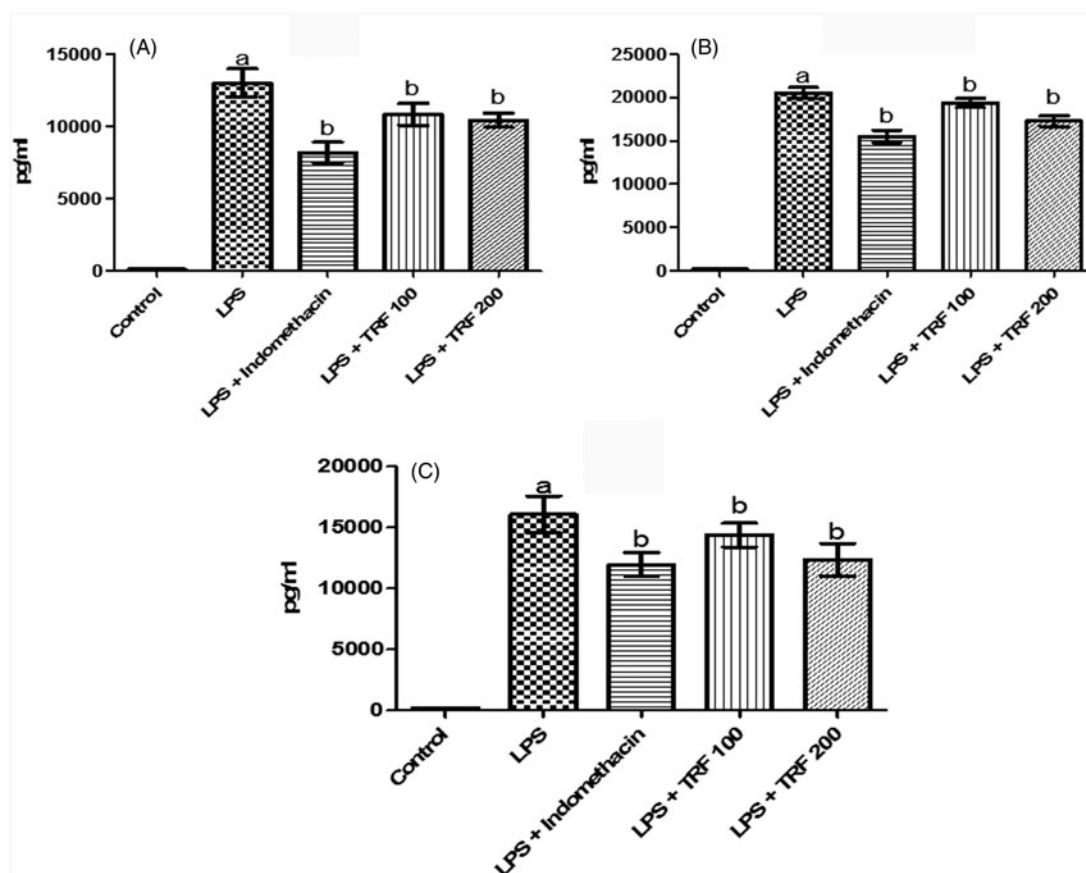 (A)
15000
10000
5000
0
pg/ml
a
b
b
b
Control
LPS
LPS + Indomethacin
LPS + TRF 100
LPS + TRF 200
(B)
25000
20000
15000
10000
5000
0
pg/ml
a
b
b
b
Control
LPS
LPS + Indomethacin
LPS + TRF 100
LPS + TRF 200
(C)
20000
15000
10000
5000
0
pg/ml
a
b
b
b
Control
LPS
LPS + Indomethacin
LPS + TRF 100
LPS + TRF 200